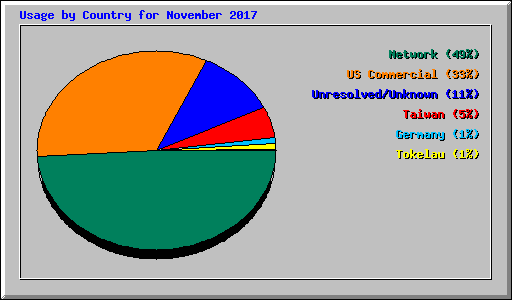 Usage by Country for November 2017
Network (49%)
US Commercial (33%)
Unresolved/Unknown (11%)
Taiwan (5%)
Germany (1%)
Tokelau (1%)